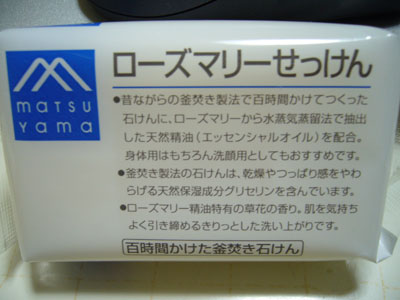 matsu
yama
ローズマリーせっけん
●昔ながらの釜焚き製法で百時間かけてつくった
石けんに、ローズマリーから水蒸気蒸留法で抽出
した天然精油(エッセンシャルオイル)を配合。
身体用はもちろん洗顔用としてもおすすめです。
●釜焚き製法の石けんは、乾燥やつっぱり感をやわ
らげる天然保湿成分グリセリンを含んでいます。
●ローズマリー精油特有の草花の香り。肌を気持ち
よく引き締めるきりっとした洗い上がりです。
百時間かけた釜焚き石けん